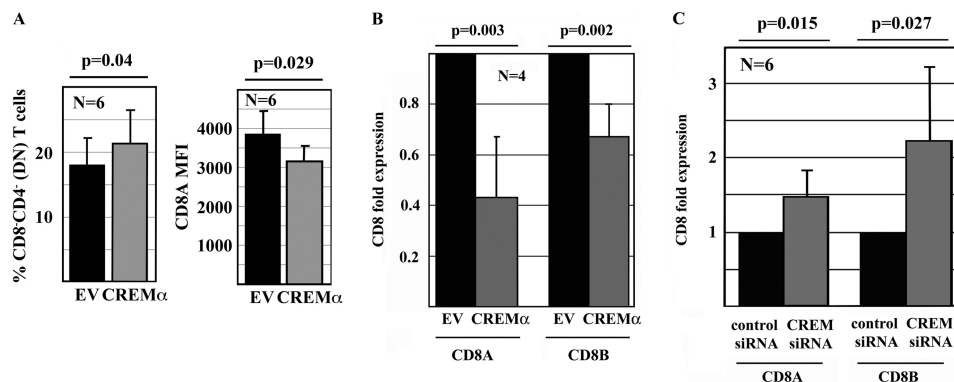 A
p=0.04
N=6
% CD8-CD4- (DN) T cells
20
10
EV CREMα
p=0.029
N=6
CD8A MFI
4000
3000
2000
1000
EV CREMα
B
p=0.003 p=0.002
N=4
CD8 fold expression
0.8
0.6
0.4
0.2
EV CREMα EV CREMα
CD8A CD8B
C
p=0.015 p=0.027
N=6
CD8 fold expression
3
2
1
control CREM control CREM
siRNA siRNA siRNA siRNA
CD8A CD8B